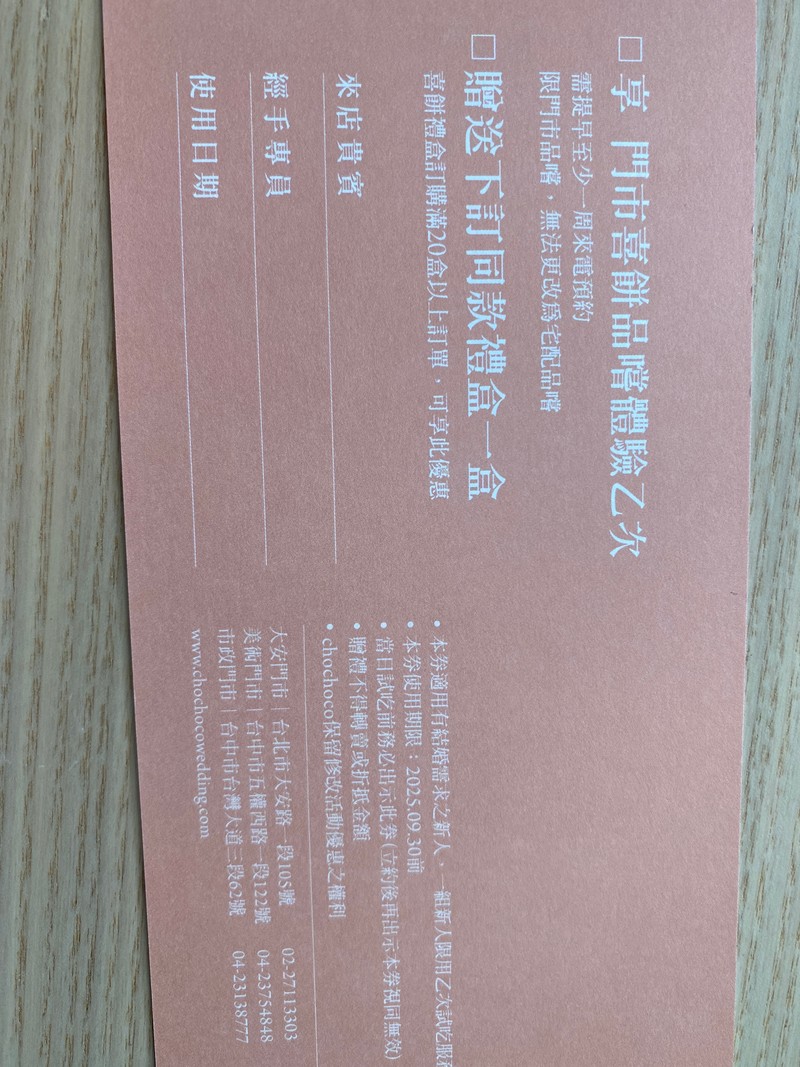 □ 享 門市喜餅品嚐體驗乙次
需提早至少一周來電預約
限門市品嚐，無法更改為宅配品嚐
□ 贈送下訂同款禮盒一盒
喜餅禮盒訂購滿20盒以上訂單，可享此優惠
來店貴賓
經手專員
使用日期
• 本券適用有結婚需求之新人，一組新人限用乙次試吃服務
• 本券使用期限：2025.09.30前
• 當日試吃前務必出示此券(立約後再出示本券視同無效)
• 贈禮不得轉賣或折抵金額
• chochoco保留修改活動優惠之權利
大安門市｜台北市大安路一段105號 02-27113303
美術門市｜台中市五權西路一段122號 04-23754848
市政門市｜台中市台灣大道三段62號 04-23138777
www.chochocowedding.com